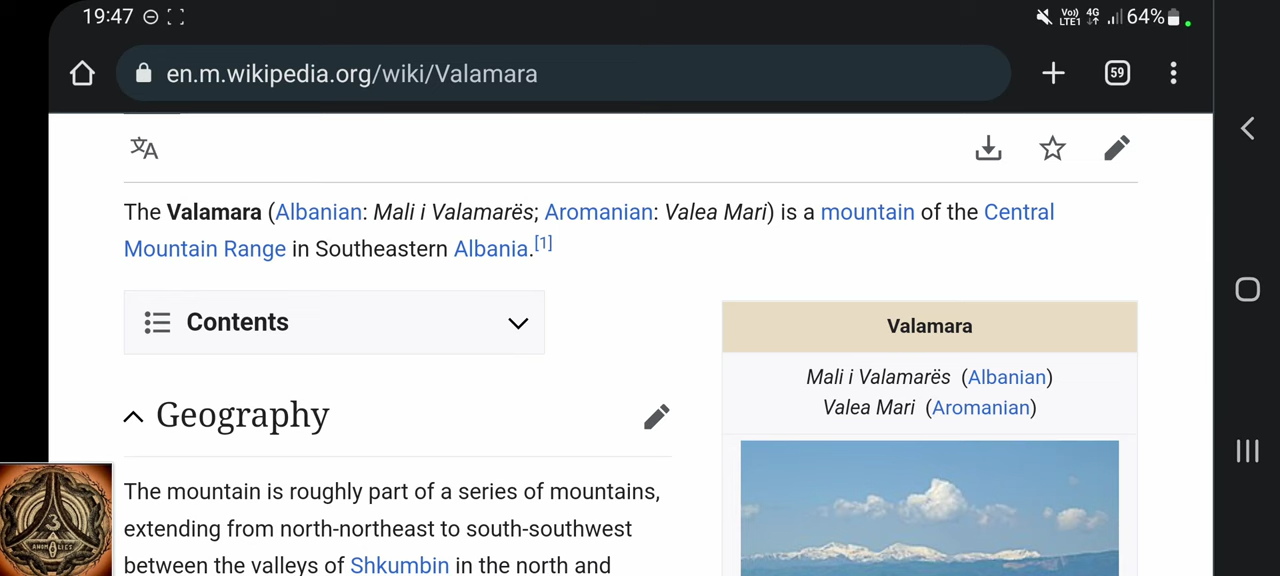 19:47
Vo)) 4G
LTE1 64%
en.m.wikipedia.org/wiki/Valamara
59
文A
The Valamara (Albanian: Mali i Valamarës; Aromanian: Valea Mari) is a mountain of the Central
Mountain Range in Southeastern Albania.[1]
Contents
Valamara
Mali i Valamarës (Albanian)
Valea Mari (Aromanian)
Geography
The mountain is roughly part of a series of mountains,
extending from north-northeast to south-southwest
between the valleys of Shkumbin in the north and
3